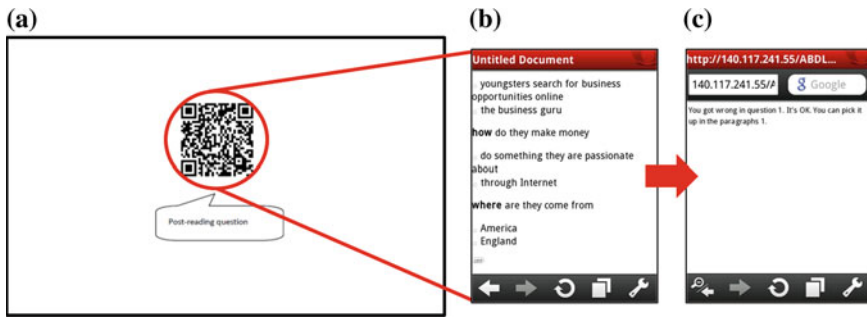 (a)
Post-reading question
(b)
Untitled Document
youngsters search for business
opportunities online
the business guru
how do they make money
do something they are passionate
about
through Internet
where are they come from
America
England
(c)
http://140.117.241.55/ABDL...
140.117.241.55/A
Google
You got wrong in question 1. It's OK. You can pick it
up in the paragraphs 1.